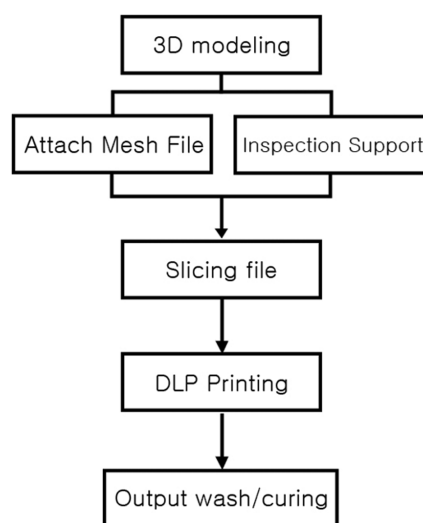 3D modeling
Attach Mesh File
Inspection Support
Slicing file
DLP Printing
Output wash/curing